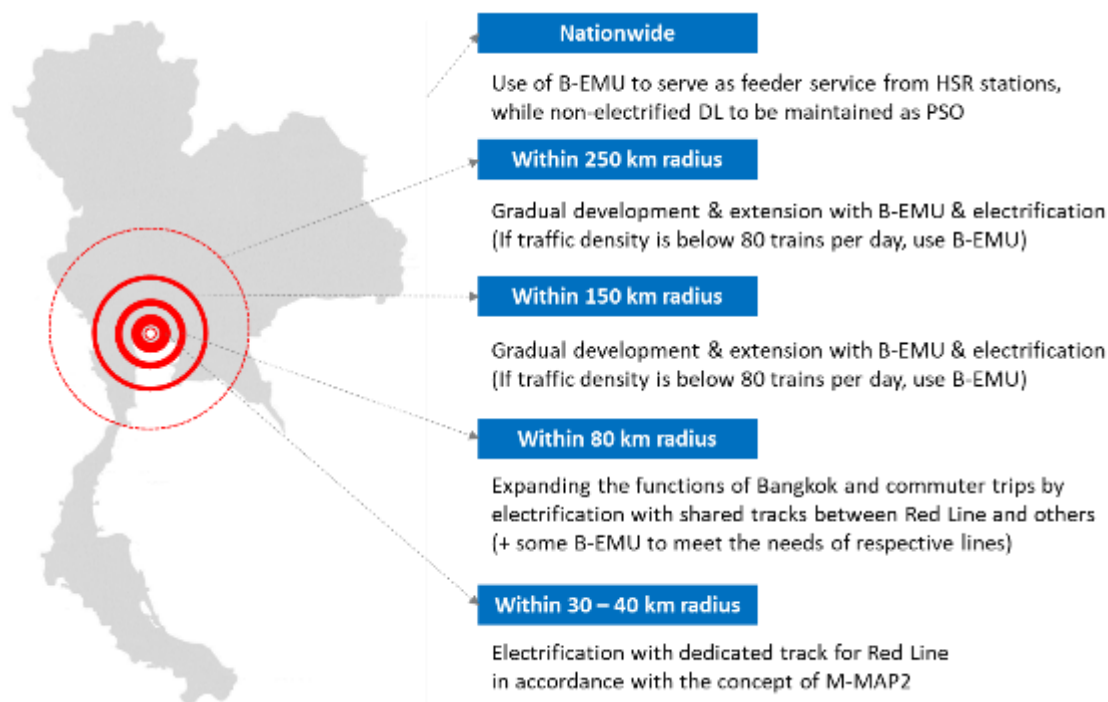 Nationwide
Use of B-EMU to serve as feeder service from HSR stations,
while non-electrified DL to be maintained as PSO
Within 250 km radius
Gradual development & extension with B-EMU & electrification
(If traffic density is below 80 trains per day, use B-EMU)
Within 150 km radius
Gradual development & extension with B-EMU & electrification
(If traffic density is below 80 trains per day, use B-EMU)
Within 80 km radius
Expanding the functions of Bangkok and commuter trips by
electrification with shared tracks between Red Line and others
(+ some B-EMU to meet the needs of respective lines)
Within 30 – 40 km radius
Electrification with dedicated track for Red Line
in accordance with the concept of M-MAP2